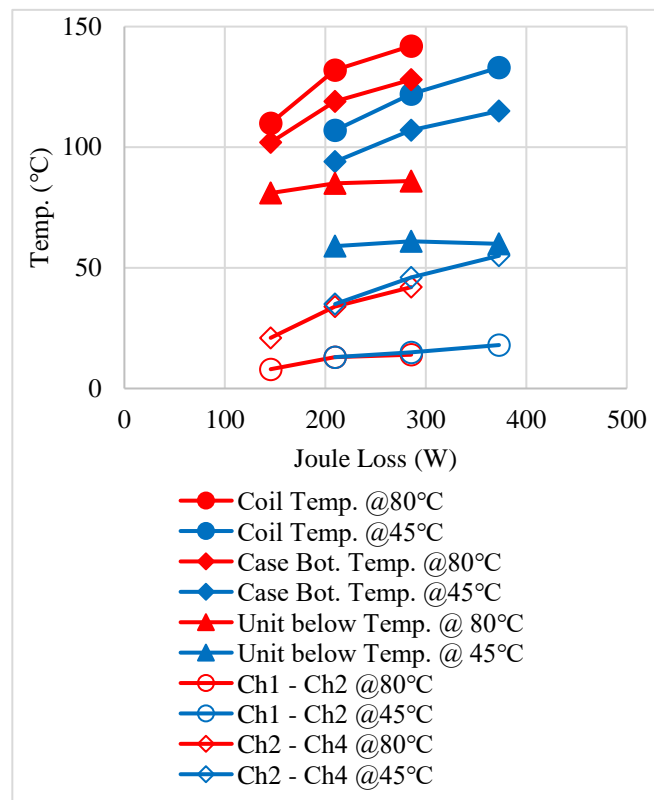 150
100
50
0
Temp. (℃)
0 100 200 300 400 500
Joule Loss (W)
Coil Temp. @80℃
Coil Temp. @45℃
Case Bot. Temp. @80℃
Case Bot. Temp. @45℃
Unit below Temp. @ 80℃
Unit below Temp. @ 45℃
Ch1 - Ch2 @80℃
Ch1 - Ch2 @45℃
Ch2 - Ch4 @80℃
Ch2 - Ch4 @45℃